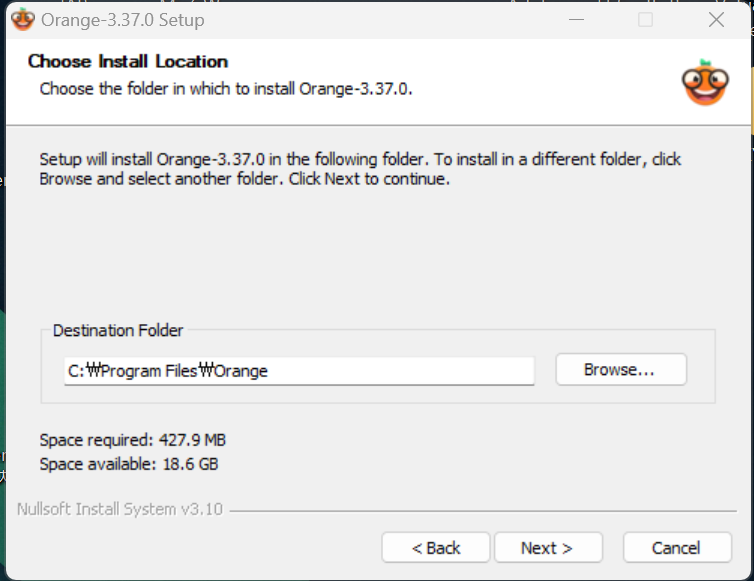 Orange-3.37.0 Setup
Choose Install Location
Choose the folder in which to install Orange-3.37.0.
Setup will install Orange-3.37.0 in the following folder. To install in a different folder, click
Browse and select another folder. Click Next to continue.
Destination Folder
C:₩Program Files₩Orange
Browse...
Space required: 427.9 MB
Space available: 18.6 GB
Nullsoft Install System v3.10
< Back
Next >
Cancel